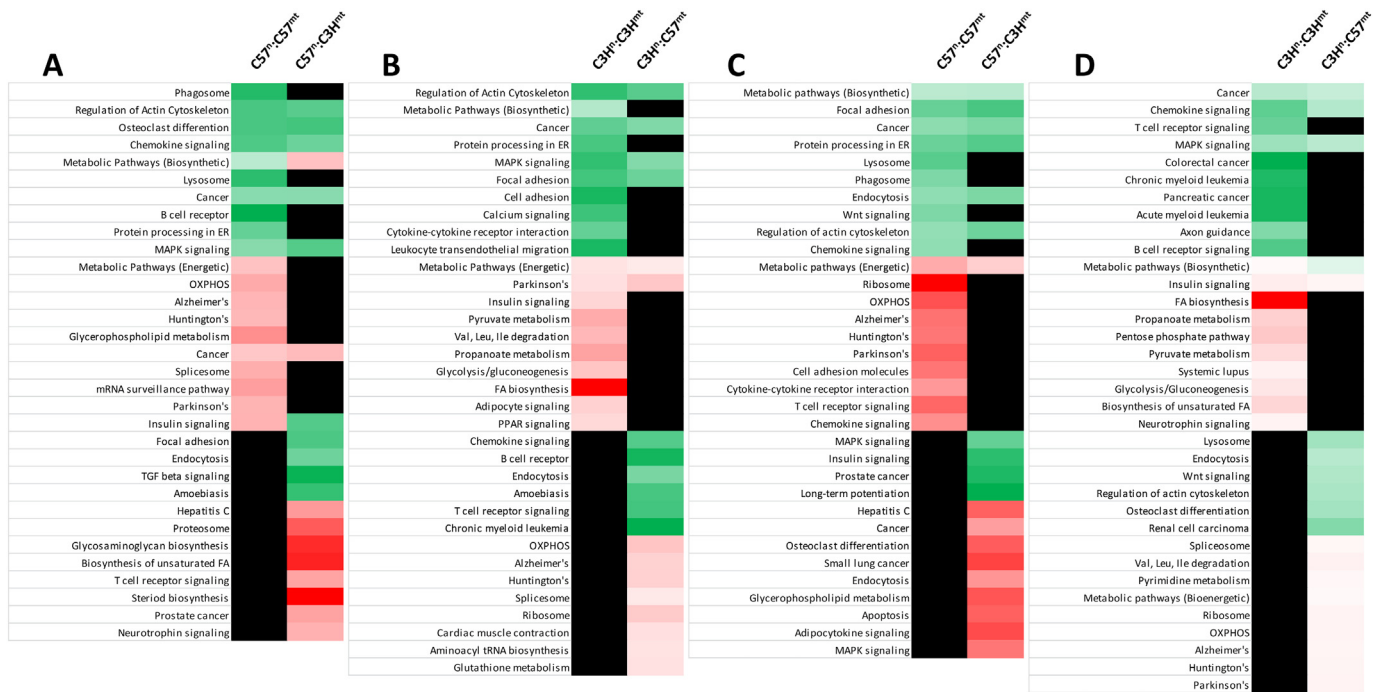 A
C57ⁿ:C57ᵐᵗ
C57ⁿ:C3Hᵐᵗ
Phagosome
Regulation of Actin Cytoskeleton
Osteoclast differention
Chemokine signaling
Metabolic Pathways (Biosynthetic)
Lysosome
Cancer
B cell receptor
Protein processing in ER
MAPK signaling
Metabolic Pathways (Energetic)
OXPHOS
Alzheimer's
Huntington's
Glycerophospholipid metabolism
Cancer
Splicesome
mRNA surveillance pathway
Parkinson's
Insulin signaling
Focal adhesion
Endocytosis
TGF beta signaling
Amoebiasis
Hepatitis C
Proteosome
Glycosaminoglycan biosynthesis
Biosynthesis of unsaturated FA
T cell receptor signaling
Steriod biosynthesis
Prostate cancer
Neurotrophin signaling
B
C3Hⁿ:C3Hᵐᵗ
C3Hⁿ:C57ᵐᵗ
Regulation of Actin Cytoskeleton
Metabolic Pathways (Biosynthetic)
Cancer
Protein processing in ER
MAPK signaling
Focal adhesion
Cell adhesion
Calcium signaling
Cytokine-cytokine receptor interaction
Leukocyte transendothelial migration
Metabolic Pathways (Energetic)
Parkinson's
Insulin signaling
Pyruvate metabolism
Val, Leu, Ile degradation
Propanoate metabolism
Glycolysis/gluconeogenesis
FA biosynthesis
Adipocyte signaling
PPAR signaling
Chemokine signaling
B cell receptor
Endocytosis
Amoebiasis
T cell receptor signaling
Chronic myeloid leukemia
OXPHOS
Alzheimer's
Huntington's
Splicesome
Ribosome
Cardiac muscle contraction
Aminoacyl tRNA biosynthesis
Glutathione metabolism
C
C57ⁿ:C57ᵐᵗ
C57ⁿ:C3Hᵐᵗ
Metabolic pathways (Biosynthetic)
Focal adhesion
Cancer
Protein processing in ER
Lysosome
Phagosome
Endocytosis
Wnt signaling
Regulation of actin cytoskeleton
Chemokine signaling
Metabolic pathways (Energetic)
Ribosome
OXPHOS
Alzheimer's
Huntington's
Parkinson's
Cell adhesion molecules
Cytokine-cytokine receptor interaction
T cell receptor signaling
Chemokine signaling
MAPK signaling
Insulin signaling
Prostate cancer
Long-term potentiation
Hepatitis C
Cancer
Osteoclast differentiation
Small lung cancer
Endocytosis
Glycerophospholipid metabolism
Apoptosis
Adipocytokine signaling
MAPK signaling
D
C3Hⁿ:C3Hᵐᵗ
C3Hⁿ:C57ᵐᵗ
Cancer
Chemokine signaling
T cell receptor signaling
MAPK signaling
Colorectal cancer
Chronic myeloid leukemia
Pancreatic cancer
Acute myeloid leukemia
Axon guidance
B cell receptor signaling
Metabolic pathways (Biosynthetic)
Insulin signaling
FA biosynthesis
Propanoate metabolism
Pentose phosphate pathway
Pyruvate metabolism
Systemic lupus
Glycolysis/Gluconeogenesis
Biosynthesis of unsaturated FA
Neurotrophin signaling
Lysosome
Endocytosis
Wnt signaling
Regulation of actin cytoskeleton
Osteoclast differentiation
Renal cell carcinoma
Spliceosome
Val, Leu, Ile degradation
Pyrimidine metabolism
Metabolic pathways (Bioenergetic)
Ribosome
OXPHOS
Alzheimer's
Huntington's
Parkinson's